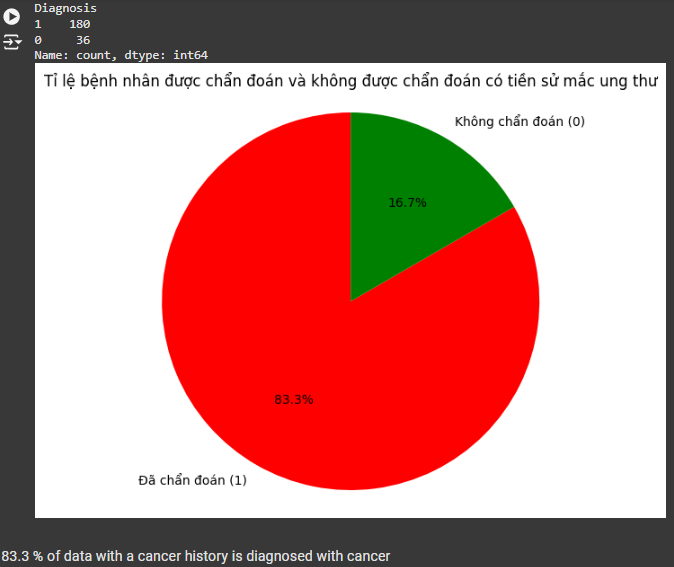 Diagnosis
1    180
0     36
Name: count, dtype: int64
Tỉ lệ bệnh nhân được chẩn đoán và không được chẩn đoán có tiền sử mắc ung thư
Không chẩn đoán (0)
16.7%
83.3%
Đã chẩn đoán (1)
83.3 % of data with a cancer history is diagnosed with cancer